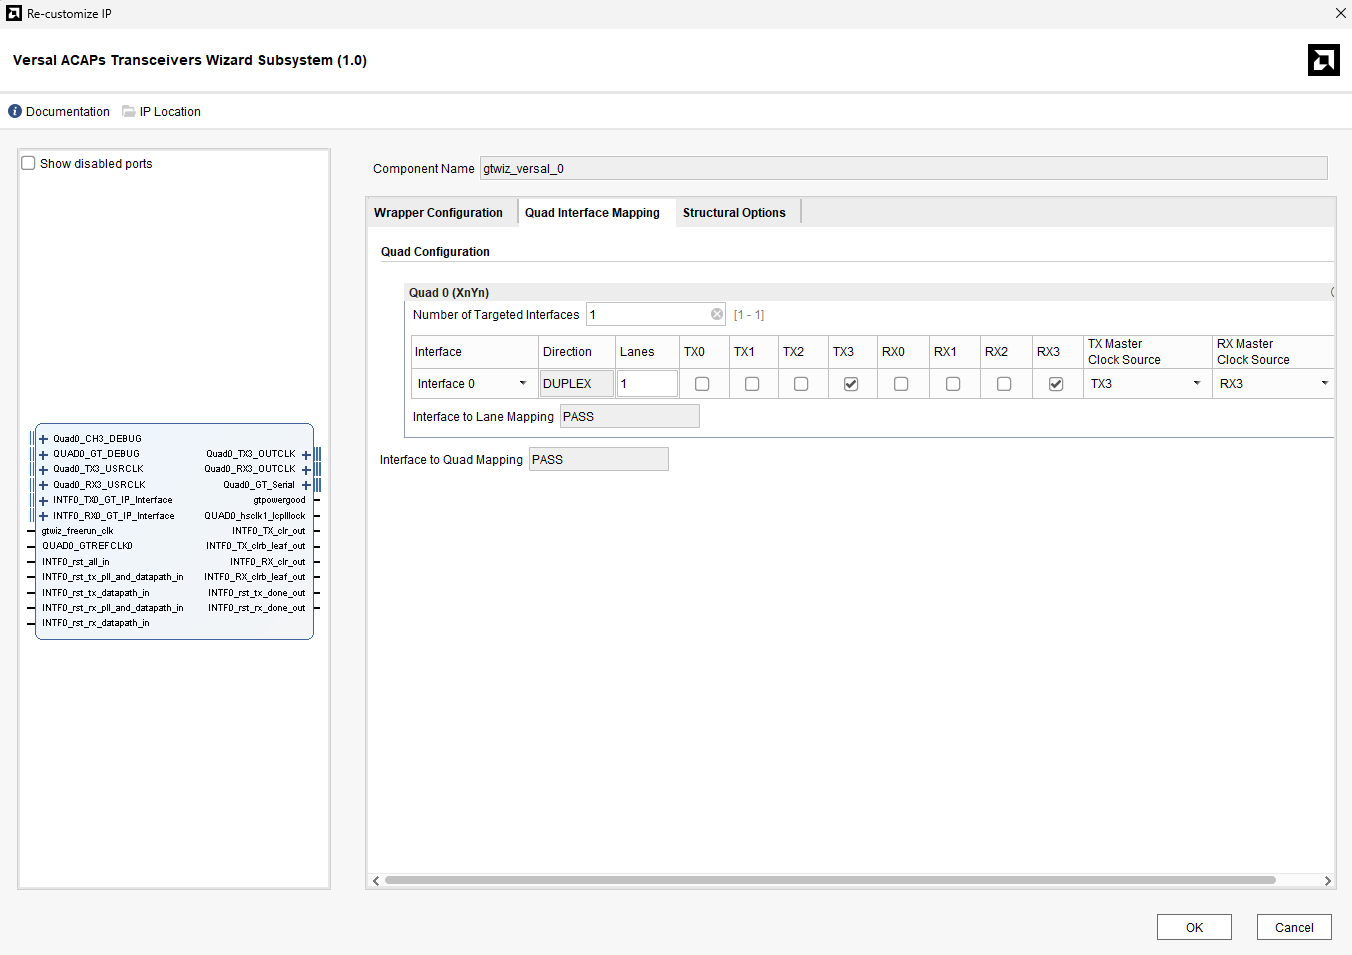 Re-customize IP
Versal ACAPs Transceivers Wizard Subsystem (1.0)
Documentation IP Location
Show disabled ports
Quad0_CH3_DEBUG
QUAD0_GT_DEBUG
Quad0_TX3_USRCLK
Quad0_RX3_USRCLK
INTF0_TX0_GT_IP_Interface
INTF0_RX0_GT_IP_Interface
gtwiz_freerun_clk
QUAD0_GTREFCLK0
INTF0_rst_all_in
INTF0_rst_tx_pll_and_datapath_in
INTF0_rst_tx_datapath_in
INTF0_rst_rx_pll_and_datapath_in
INTF0_rst_rx_datapath_in
Quad0_TX3_OUTCLK
Quad0_RX3_OUTCLK
Quad0_GT_Serial
gtpowergood
QUAD0_hsclk1_lcplllock
INTF0_TX_clr_out
INTF0_TX_clrb_leaf_out
INTF0_RX_clr_out
INTF0_RX_clrb_leaf_out
INTF0_rst_tx_done_out
INTF0_rst_rx_done_out
Component Name gtwiz_versal_0
Wrapper Configuration Quad Interface Mapping Structural Options
Quad Configuration
Quad 0 (XnYn)
Number of Targeted Interfaces 1 [1 - 1]
Interface Direction Lanes TX0 TX1 TX2 TX3 RX0 RX1 RX2 RX3 TX Master Clock Source RX Master Clock Source
Interface 0 DUPLEX 1 TX3 RX3
Interface to Lane Mapping PASS
Interface to Quad Mapping PASS
OK Cancel